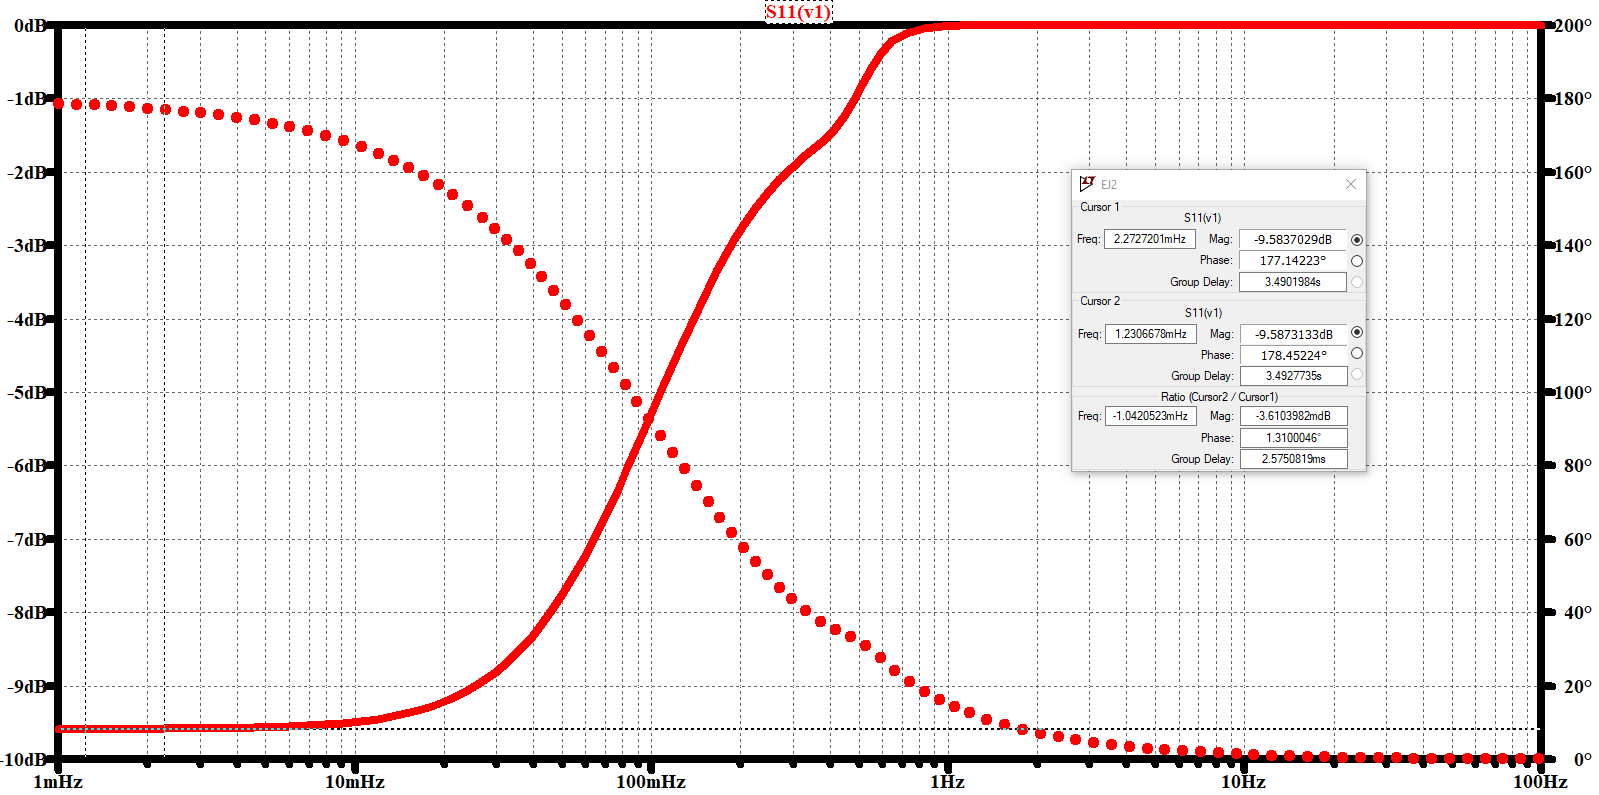 S11(v1)
0dB
-1dB
-2dB
-3dB
-4dB
-5dB
-6dB
-7dB
-8dB
-9dB
-10dB
200°
180°
160°
140°
120°
100°
80°
60°
40°
20°
0°
1mHz 10mHz 100mHz 1Hz 10Hz 100Hz
EJ2
Cursor 1
S11(v1)
Freq: 2.2727201mHz Mag: -9.5837029dB
Phase: 177.14223°
Group Delay: 3.4901984s
Cursor 2
S11(v1)
Freq: 1.2306678mHz Mag: -9.5873133dB
Phase: 178.45224°
Group Delay: 3.4927735s
Ratio (Cursor2 / Cursor1)
Freq: -1.0420523mHz Mag: -3.6103982mdB
Phase: 1.3100046°
Group Delay: 2.5750819ms